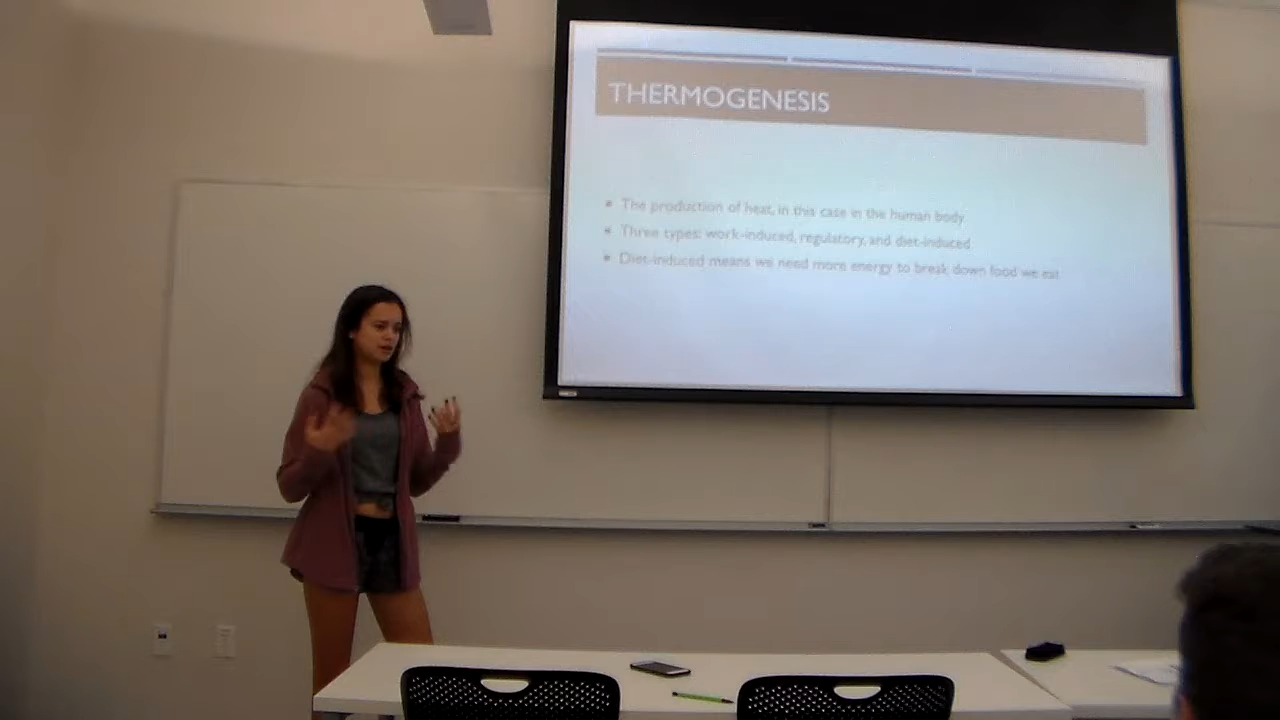 THERMOGENESIS
The production of heat, in this case in the human body
Three types: work-induced, regulatory, and diet-induced
Diet-induced means we need more energy to break down food we eat